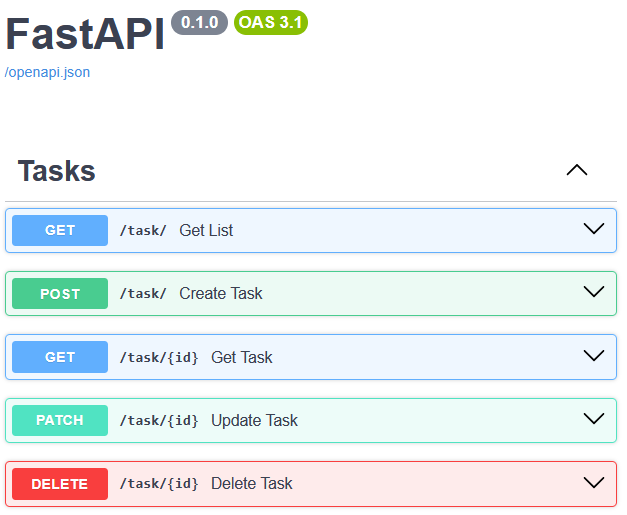 FastAPI 0.1.0 OAS 3.1
/openapi.json
Tasks
GET /task/ Get List
POST /task/ Create Task
GET /task/{id} Get Task
PATCH /task/{id} Update Task
DELETE /task/{id} Delete Task